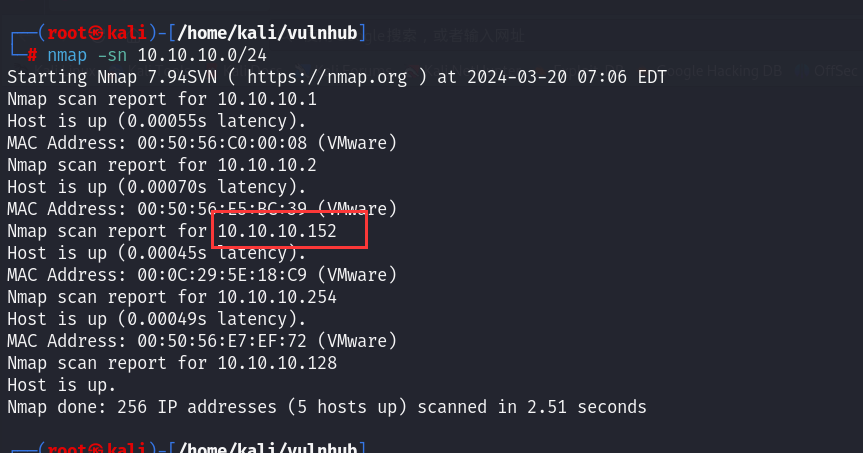 ┌──(root㉿kali)-[/home/kali/vulnhub]
└─# nmap -sn 10.10.10.0/24
Starting Nmap 7.94SVN ( https://nmap.org ) at 2024-03-20 07:06 EDT
Nmap scan report for 10.10.10.1
Host is up (0.00055s latency).
MAC Address: 00:50:56:C0:00:08 (VMware)
Nmap scan report for 10.10.10.2
Host is up (0.00070s latency).
MAC Address: 00:50:56:E5:BC:39 (VMware)
Nmap scan report for 10.10.10.152
Host is up (0.00045s latency).
MAC Address: 00:0C:29:5E:18:C9 (VMware)
Nmap scan report for 10.10.10.254
Host is up (0.00049s latency).
MAC Address: 00:50:56:E7:EF:72 (VMware)
Nmap scan report for 10.10.10.128
Host is up.
Nmap done: 256 IP addresses (5 hosts up) scanned in 2.51 seconds
┌──(root㉿kali)-[/home/kali/vulnhub]